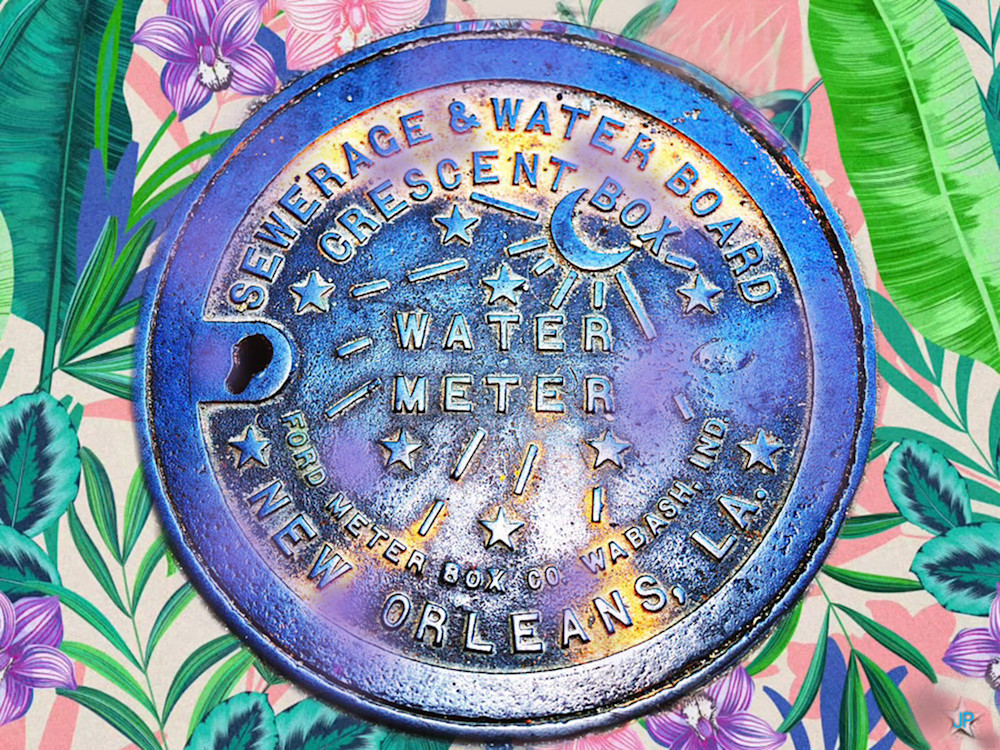 SEWERAGE & WATER BOARD
CRESCENT BOX
WATER
METER
FORD METER BOX CO. WABASH, IND.
NEW ORLEANS, LA.
JP